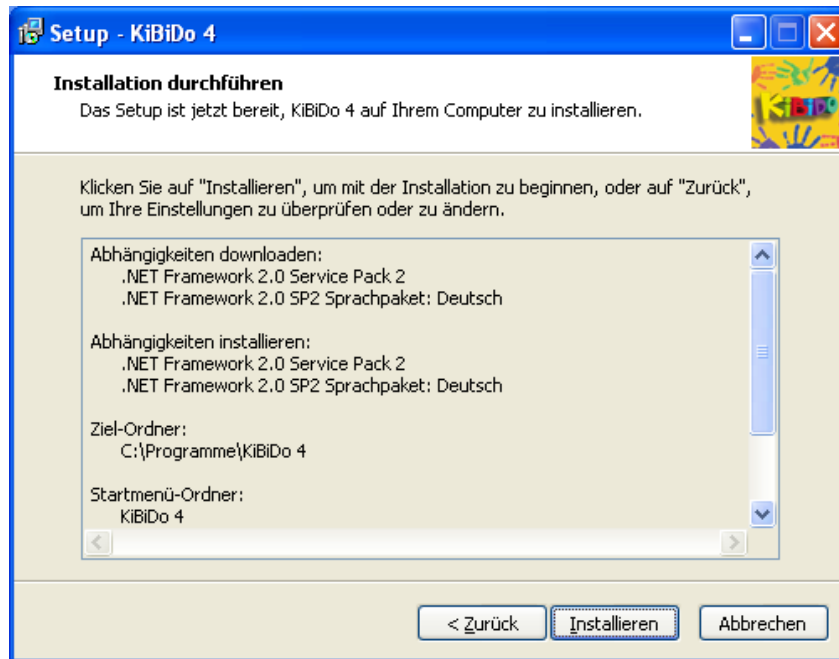 Setup - KiBiDo 4
Installation durchführen
Das Setup ist jetzt bereit, KiBiDo 4 auf Ihrem Computer zu installieren.
KiBiDo
Klicken Sie auf "Installieren", um mit der Installation zu beginnen, oder auf "Zurück",
um Ihre Einstellungen zu überprüfen oder zu ändern.
Abhängigkeiten downloaden:
.NET Framework 2.0 Service Pack 2
.NET Framework 2.0 SP2 Sprachpaket: Deutsch
Abhängigkeiten installieren:
.NET Framework 2.0 Service Pack 2
.NET Framework 2.0 SP2 Sprachpaket: Deutsch
Ziel-Ordner:
C:\Programme\KiBiDo 4
Startmenü-Ordner:
KiBiDo 4
< Zurück Installieren Abbrechen